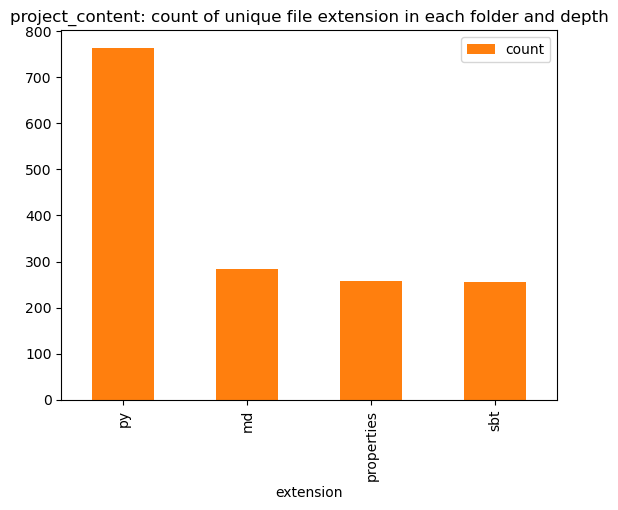 project_content: count of unique file extension in each folder and depth
count
800
700
600
500
400
300
200
100
0
py
md
properties
sbt
extension